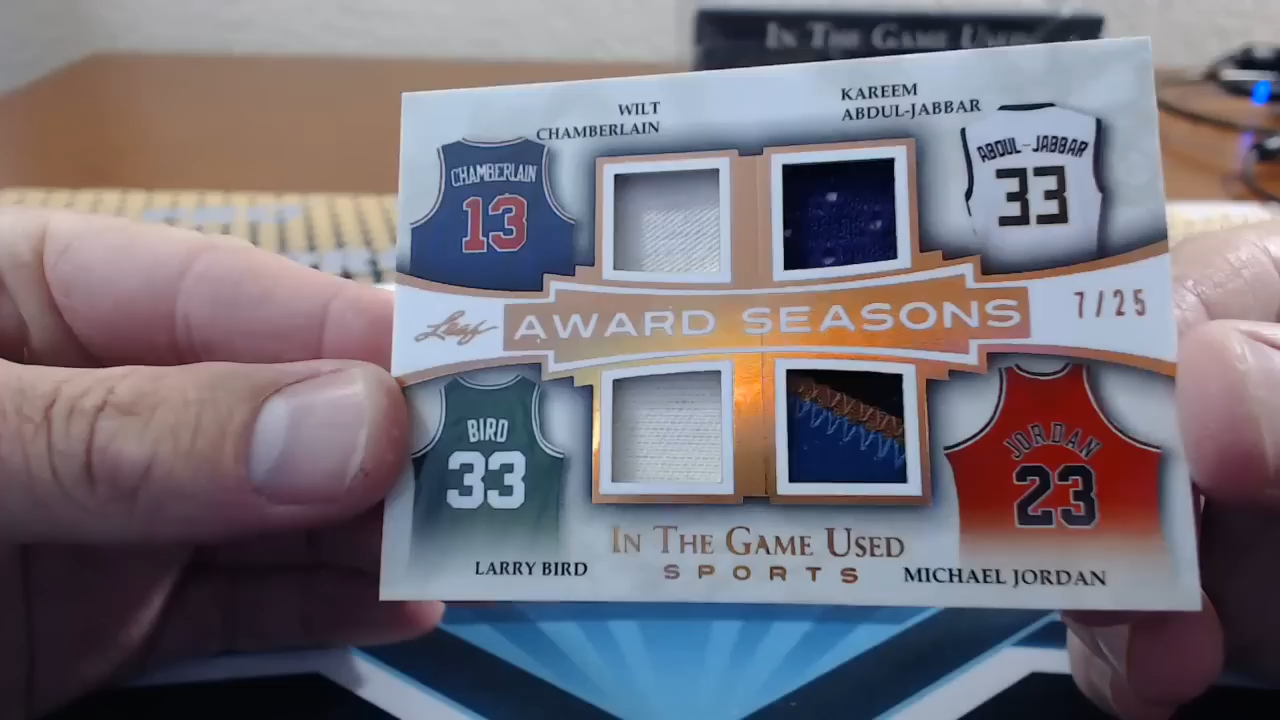 IN THE GAME USED
WILT
CHAMBERLAIN
KAREEM
ABDUL-JABBAR
CHAMBERLAIN
13
ABDUL-JABBAR
33
Leaf
AWARD SEASONS
7/25
BIRD
33
JORDAN
23
IN THE GAME USED
SPORTS
LARRY BIRD
MICHAEL JORDAN